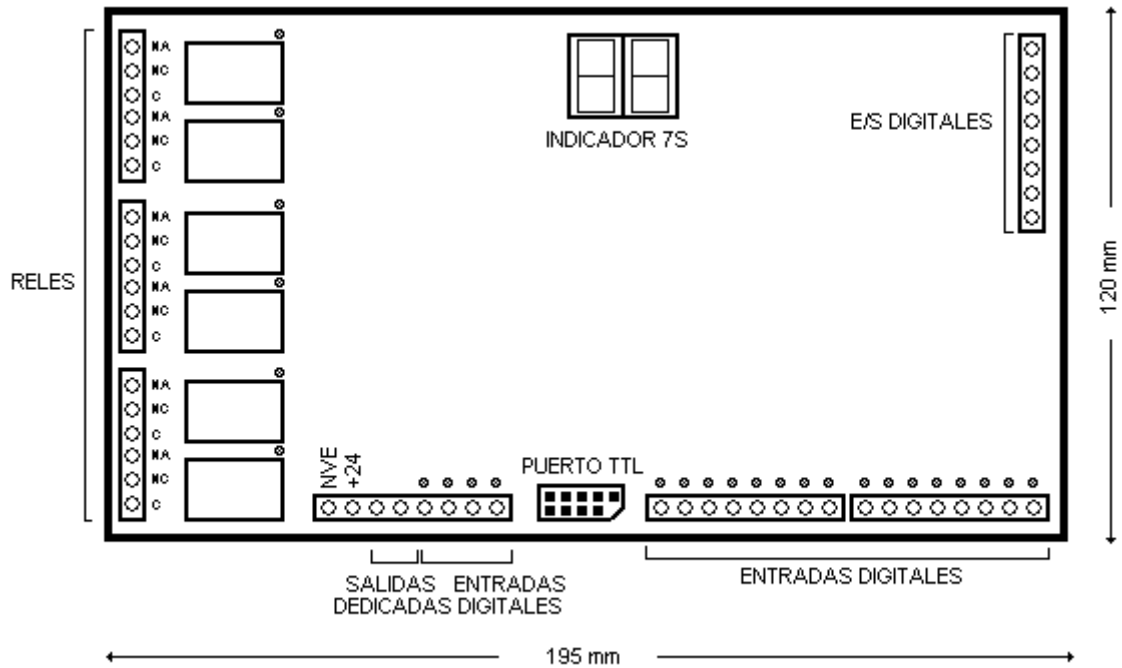 NA
NC
C
NA
NC
C
INDICADOR 7S
E/S DIGITALES
NA
NC
C
NA
NC
C
RELES
120 mm
NA
NC
C
NA
NC
C
NVE
+24
PUERTO TTL
SALIDAS DEDICADAS
ENTRADAS DIGITALES
ENTRADAS DIGITALES
195 mm